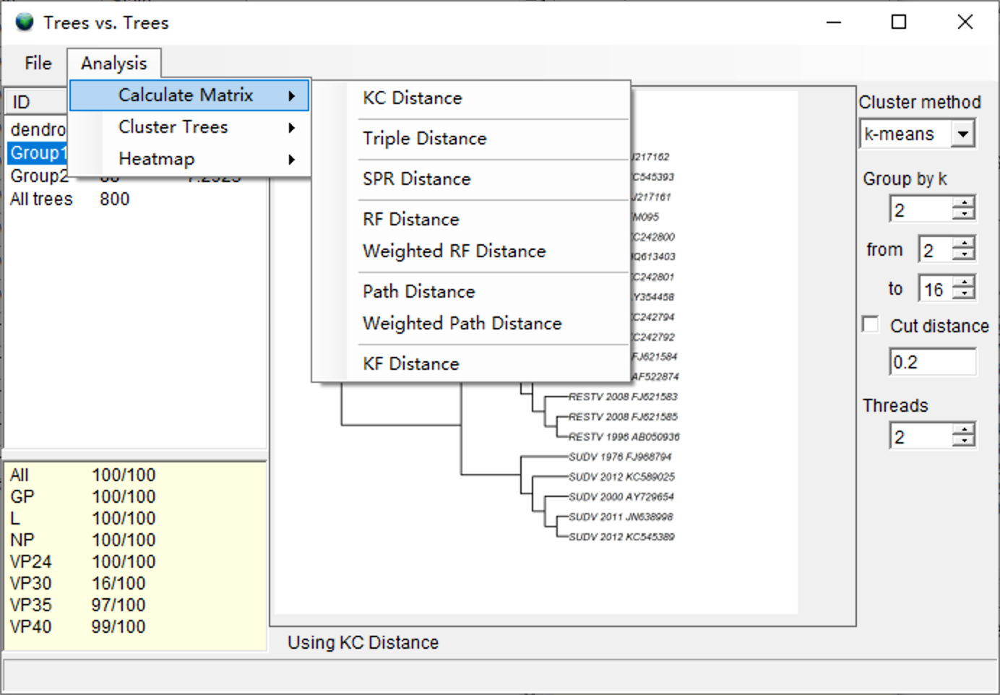 Trees vs. Trees
File Analysis
ID
Calculate Matrix
Cluster Trees
Heatmap
dendro
Group1
Group2
All trees 800
KC Distance
Triple Distance
SPR Distance
RF Distance
Weighted RF Distance
Path Distance
Weighted Path Distance
KF Distance
J217162
C545393
J217161
M095
C242800
Q613403
C242801
Y354458
C242794
C242792
FJ621584
AF522874
RESTV 2008 FJ621583
RESTV 2008 FJ621585
RESTV 1996 AB050936
SUDV 1976 FJ968794
SUDV 2012 KC589025
SUDV 2000 AY729654
SUDV 2011 JN638998
SUDV 2012 KC545389
Cluster method
k-means
Group by k
2
from 2
to 16
Cut distance
0.2
Threads
2
All 100/100
GP 100/100
L 100/100
NP 100/100
VP24 100/100
VP30 16/100
VP35 97/100
VP40 99/100
Using KC Distance